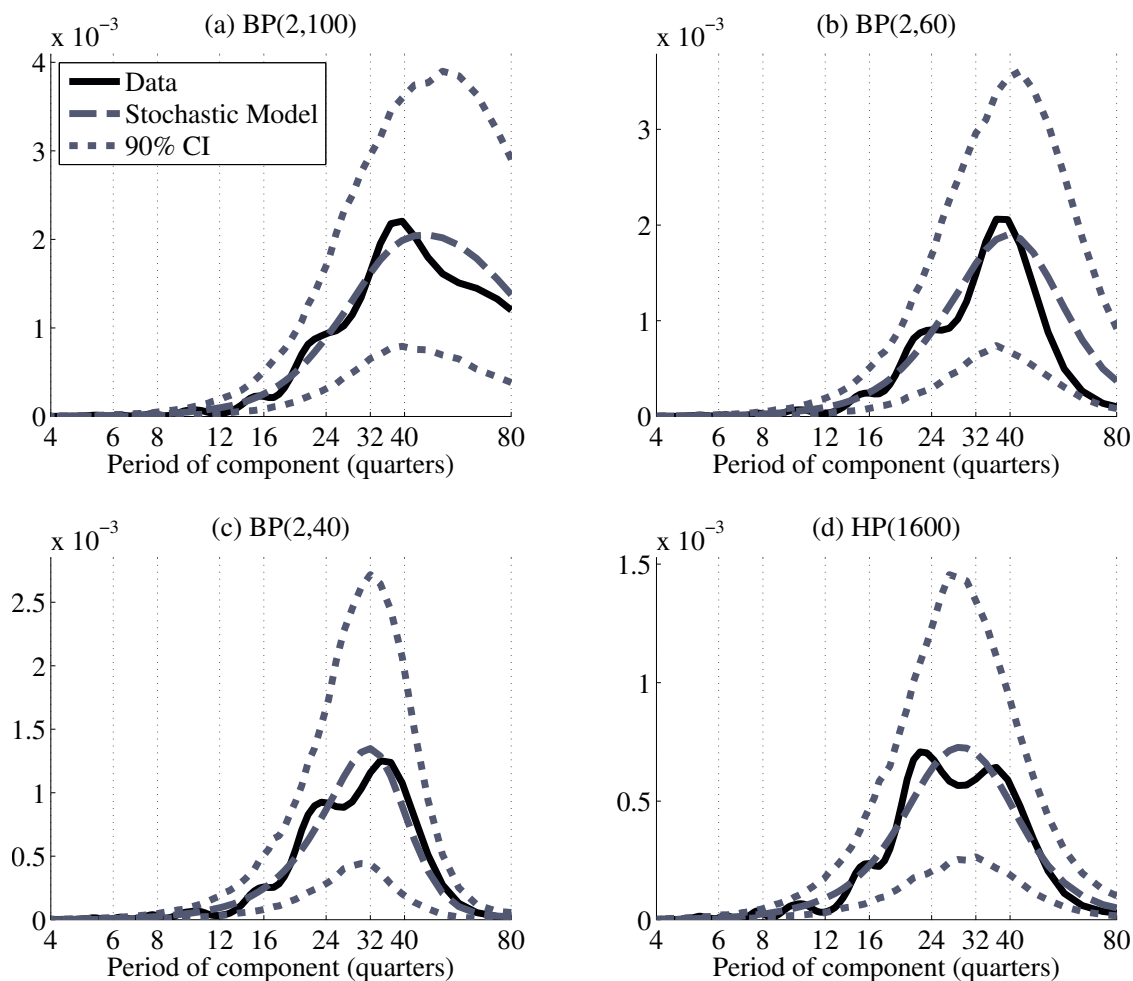 (a) BP(2,100)
x 10⁻³
4
3
2
1
0
Data
Stochastic Model
90% CI
4 6 8 12 16 24 32 40 80
Period of component (quarters)
(b) BP(2,60)
x 10⁻³
3
2
1
0
4 6 8 12 16 24 32 40 80
Period of component (quarters)
(c) BP(2,40)
x 10⁻³
2.5
2
1.5
1
0.5
0
4 6 8 12 16 24 32 40 80
Period of component (quarters)
(d) HP(1600)
x 10⁻³
1.5
1
0.5
0
4 6 8 12 16 24 32 40 80
Period of component (quarters)